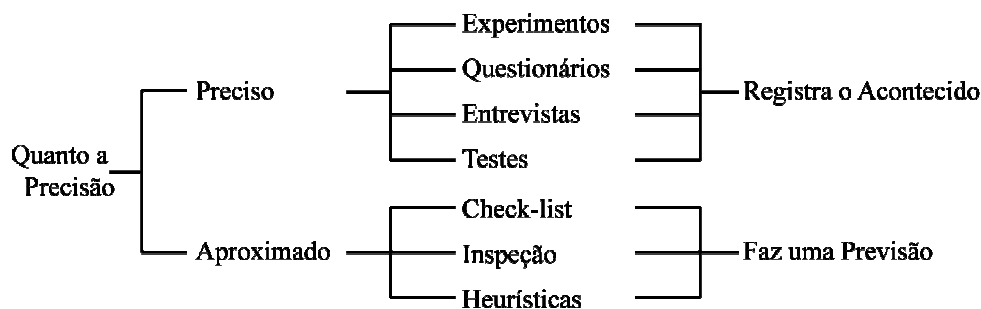 Experimentos
Questionários
Preciso
Registra o Acontecido
Entrevistas
Quanto a
Precisão
Testes
Check-list
Aproximado
Inspeção
Faz uma Previsão
Heurísticas